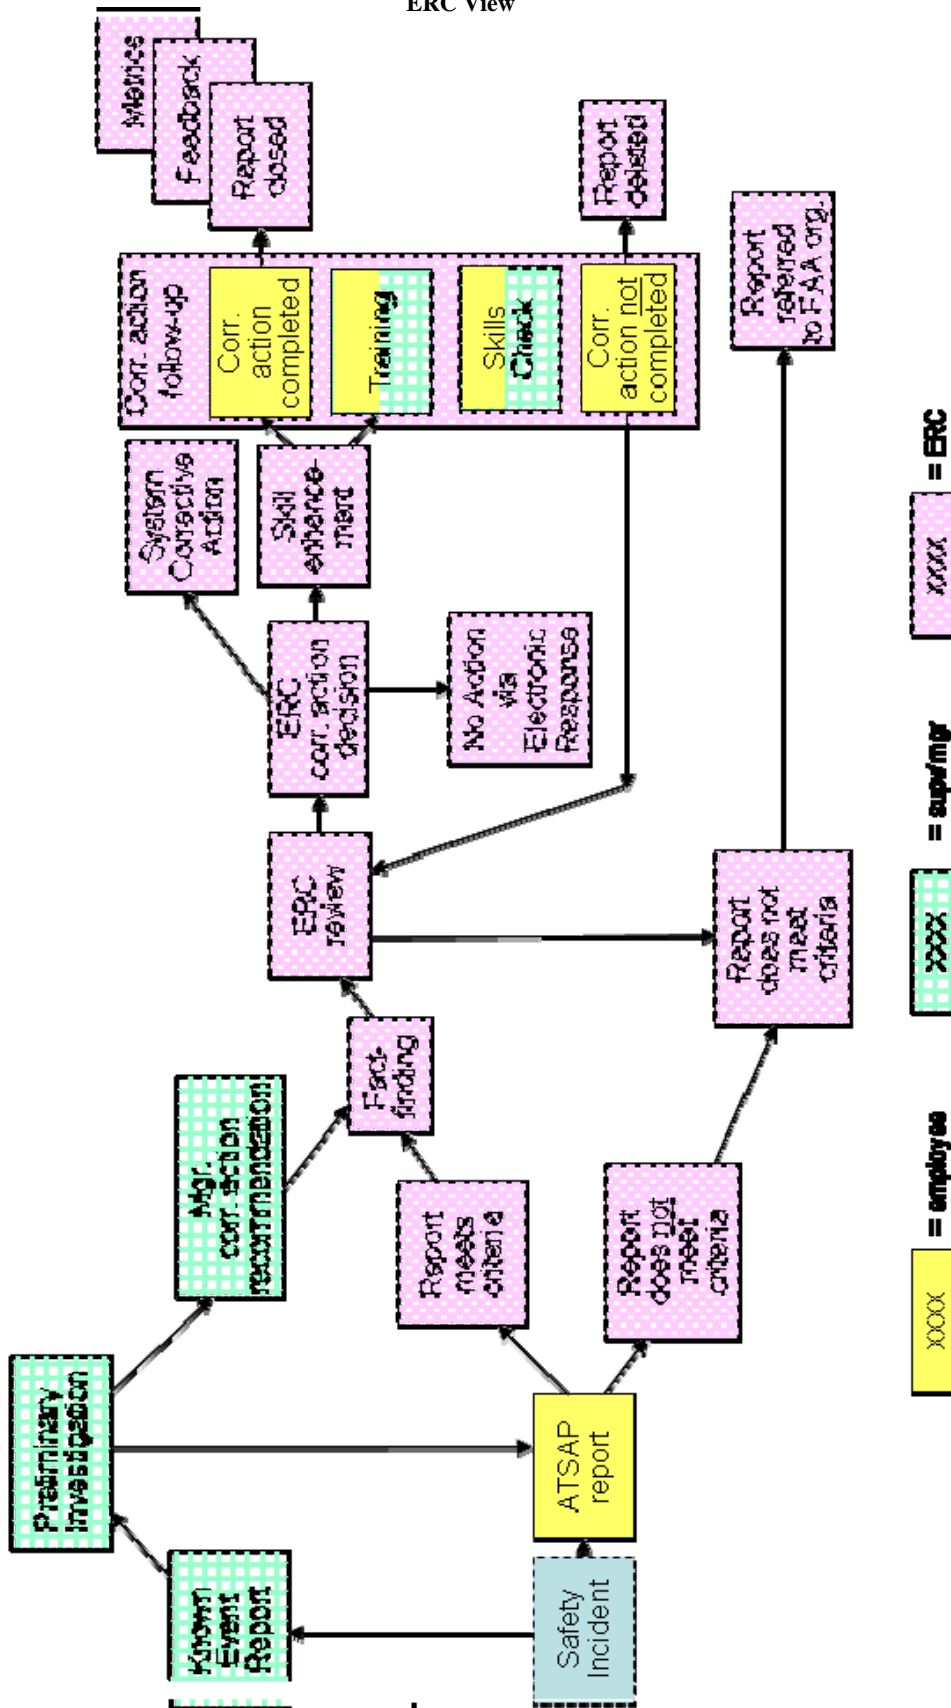 ERC View
Metrics
Feedback
Report
closed
Corr. action
follow-up
Corr.
action
completed
Training
Skills
Check
Corr.
action not
completed
Report
deleted
Report
referred
to FAA org.
System
Corrective
Action
Skill
enhance-
ment
ERC
corr. action
decision
No Action
via
Electronic
Response
ERC
review
Report
does not
meet
criteria
Fact-
finding
Mgr.
corr. action
recommendation
Report
meets
criteria
Report
does not
meet
criteria
Preliminary
Investigation
ATSAP
report
Known
Event
Report
Safety
Incident
xxxx
= employee
xxxx
= supv/mgr
xxxx
= ERC